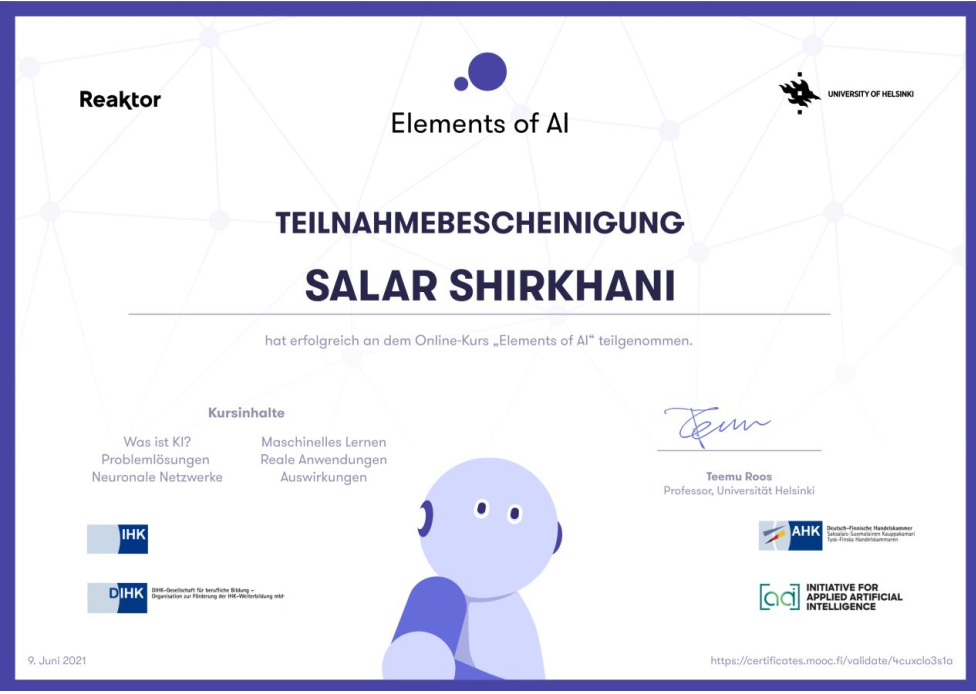 Reaktor
Elements of AI
UNIVERSITY OF HELSINKI
TEILNAHMEBESCHEINIGUNG
SALAR SHIRKHANI
hat erfolgreich an dem Online-Kurs „Elements of AI“ teilgenommen.
Kursinhalte
Was ist KI?
Problemlösungen
Neuronale Netzwerke
Maschinelles Lernen
Reale Anwendungen
Auswirkungen
Teemu
Teemu Roos
Professor, Universität Helsinki
IHK
DIHK
DIHK-Gesellschaft für berufliche Bildung –
Organisation zur Förderung der IHK-Weiterbildung mbH
AHK
Deutsch-Finnische Handelskammer
Saksalais-Suomalainen Kauppakamari
Tysk-Finska Handelskammaren
aai
INITIATIVE FOR
APPLIED ARTIFICIAL
INTELLIGENCE
9. Juni 2021
https://certificates.mooc.fi/validate/4cuxclo3s1a